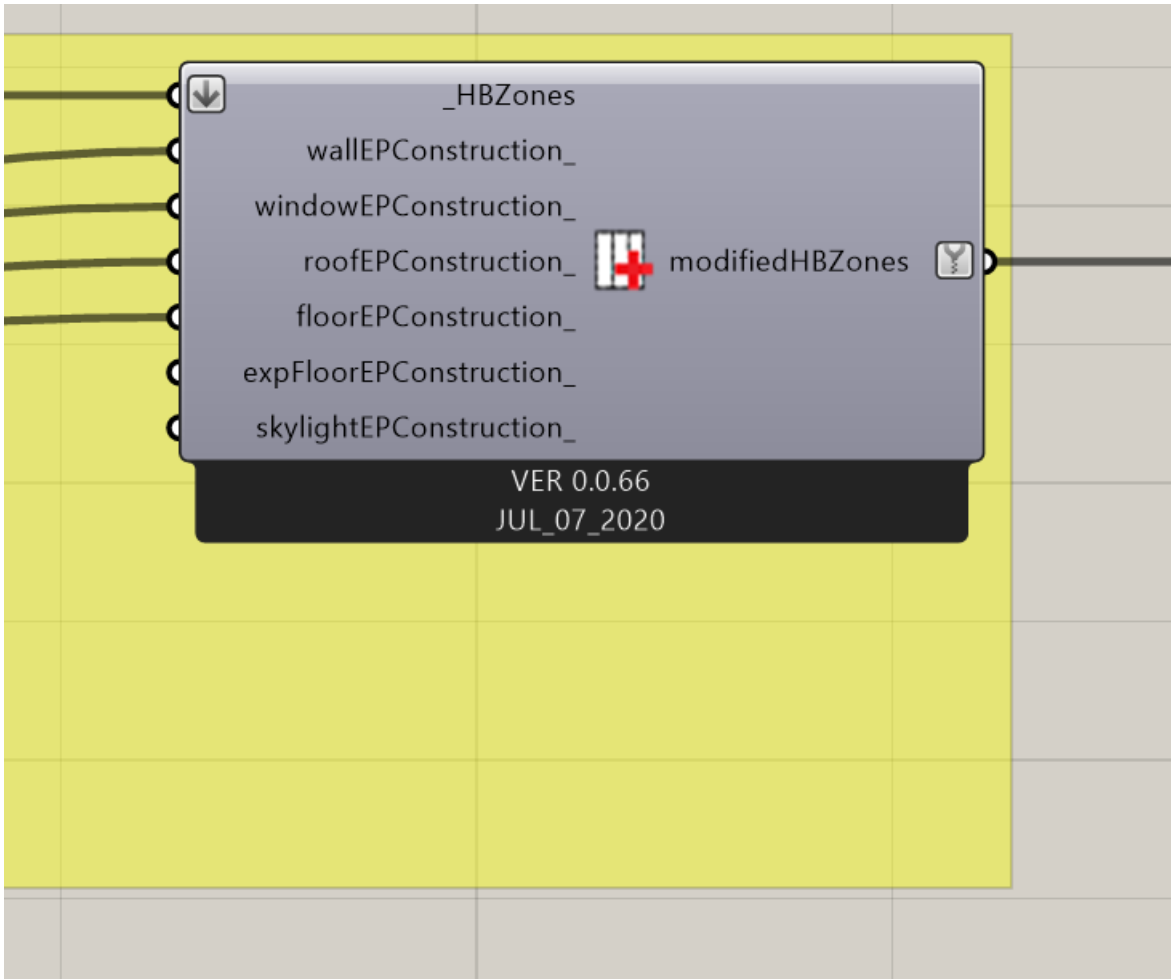 _HBZones
wallEPConstruction_
windowEPConstruction_
roofEPConstruction_
modifiedHBZones
floorEPConstruction_
expFloorEPConstruction_
skylightEPConstruction_
VER 0.0.66
JUL_07_2020